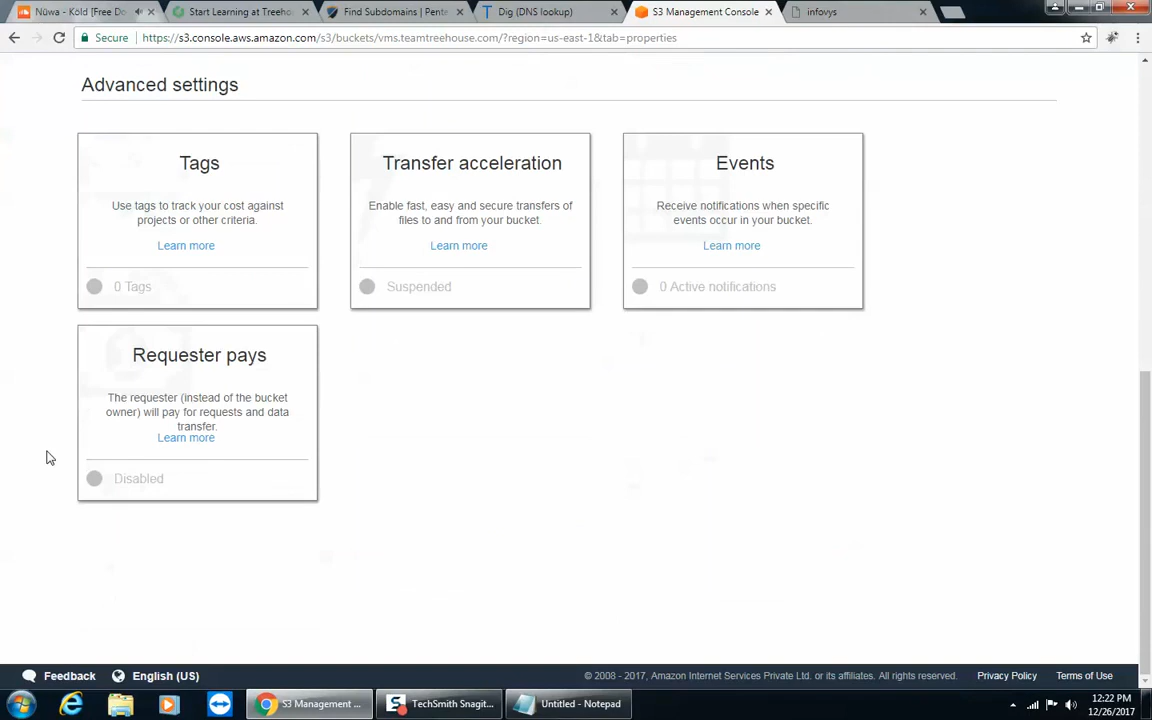 Nüwa - Köld [Free Do
Start Learning at Treeho
Find Subdomains | Pente
Dig (DNS lookup)
S3 Management Console
infovys
Secure
https://s3.console.aws.amazon.com/s3/buckets/vms.teamtreehouse.com/?region=us-east-1&tab=properties
Advanced settings
Tags
Use tags to track your cost against
projects or other criteria.
Learn more
0 Tags
Transfer acceleration
Enable fast, easy and secure transfers of
files to and from your bucket.
Learn more
Suspended
Events
Receive notifications when specific
events occur in your bucket.
Learn more
0 Active notifications
Requester pays
The requester (instead of the bucket
owner) will pay for requests and data
transfer.
Learn more
Disabled
Feedback
English (US)
© 2008 - 2017, Amazon Internet Services Private Ltd. or its affiliates. All rights reserved.
Privacy Policy
Terms of Use
S3 Management ...
TechSmith Snagit...
Untitled - Notepad
12:22 PM
12/26/2017